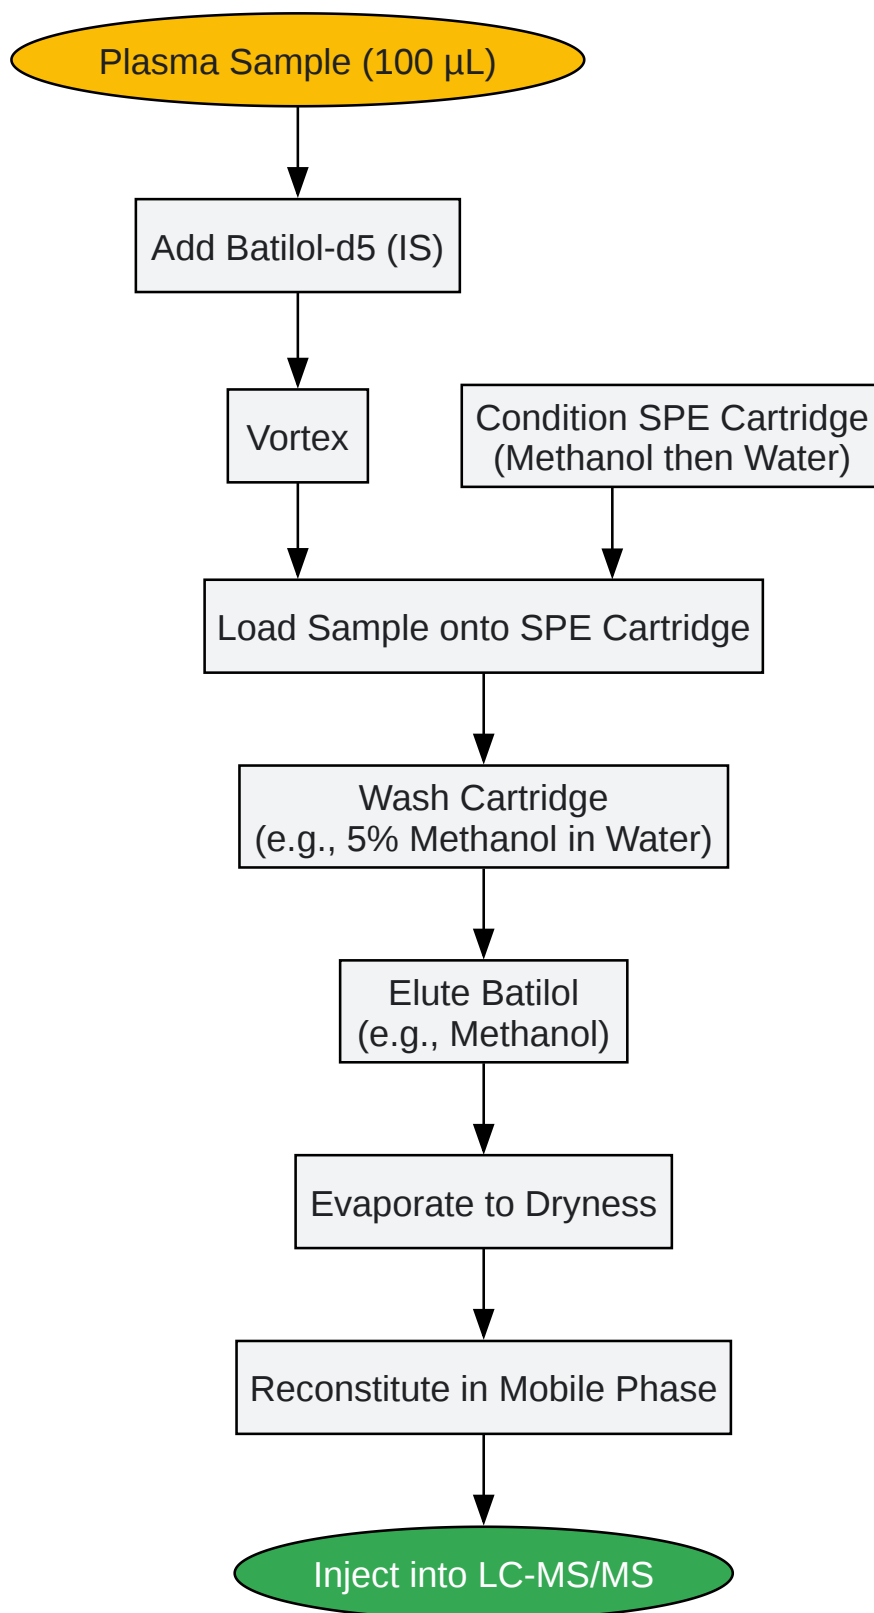 Plasma Sample (100 µL)
Add Batilol-d5 (IS)
Vortex
Condition SPE Cartridge
(Methanol then Water)
Load Sample onto SPE Cartridge
Wash Cartridge
(e.g., 5% Methanol in Water)
Elute Batilol
(e.g., Methanol)
Evaporate to Dryness
Reconstitute in Mobile Phase
Inject into LC-MS/MS